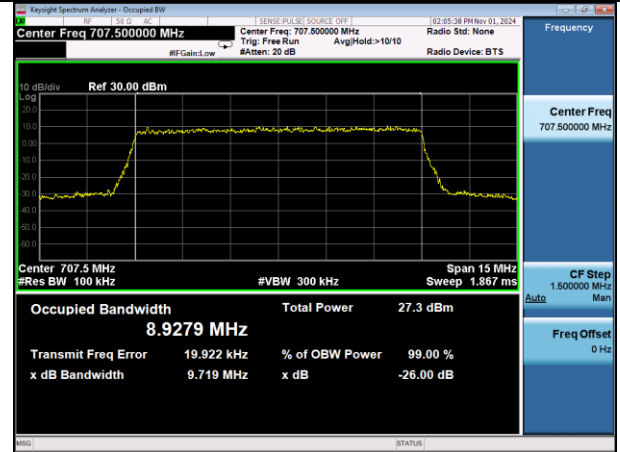 Keysight Spectrum Analyzer - Occupied BW
RF 50 Ω AC SENSE:PULSE SOURCE OFF 02:05:38 PM Nov 01, 2024
Center Freq 707.500000 MHz Center Freq: 707.500000 MHz Radio Std: None
Trig: Free Run Avg|Hold:>10/10
#IFGain:Low #Atten: 20 dB Radio Device: BTS
Frequency
10 dB/div Ref 30.00 dBm
Log
20.0
10.0
0.00
-10.0
-20.0
-30.0
-40.0
-50.0
-60.0
Center Freq
707.500000 MHz
Center 707.5 MHz Span 15 MHz
#Res BW 100 kHz #VBW 300 kHz Sweep 1.867 ms
CF Step
1.500000 MHz
Auto Man
Occupied Bandwidth Total Power 27.3 dBm
8.9279 MHz
Freq Offset
0 Hz
Transmit Freq Error 19.922 kHz % of OBW Power 99.00 %
x dB Bandwidth 9.719 MHz x dB -26.00 dB
MSG STATUS